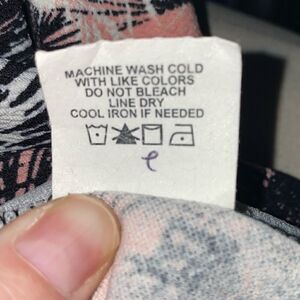 MACHINE WASH COLD
WITH LIKE COLORS
DO NOT BLEACH
LINE DRY
COOL IRON IF NEEDED